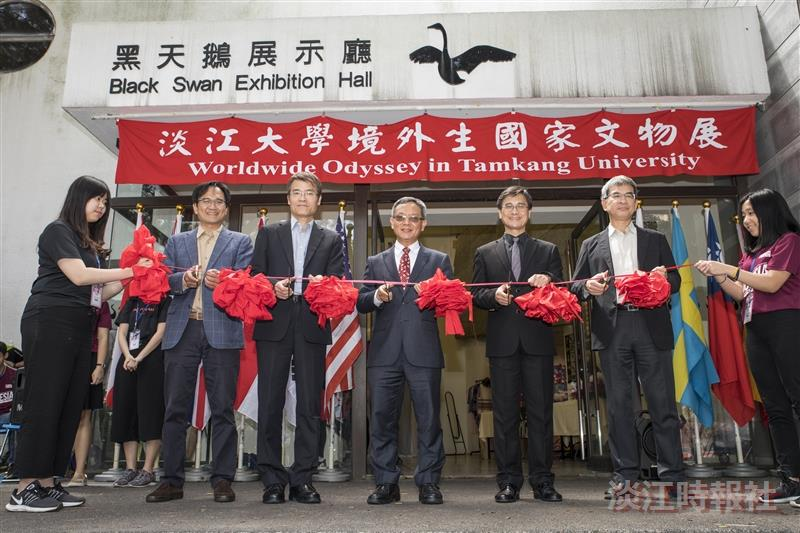 黑天鵝展示廳
Black Swan Exhibition Hall
淡江大學境外生國家文物展
Worldwide Odyssey in Tamkang University
淡江時報社